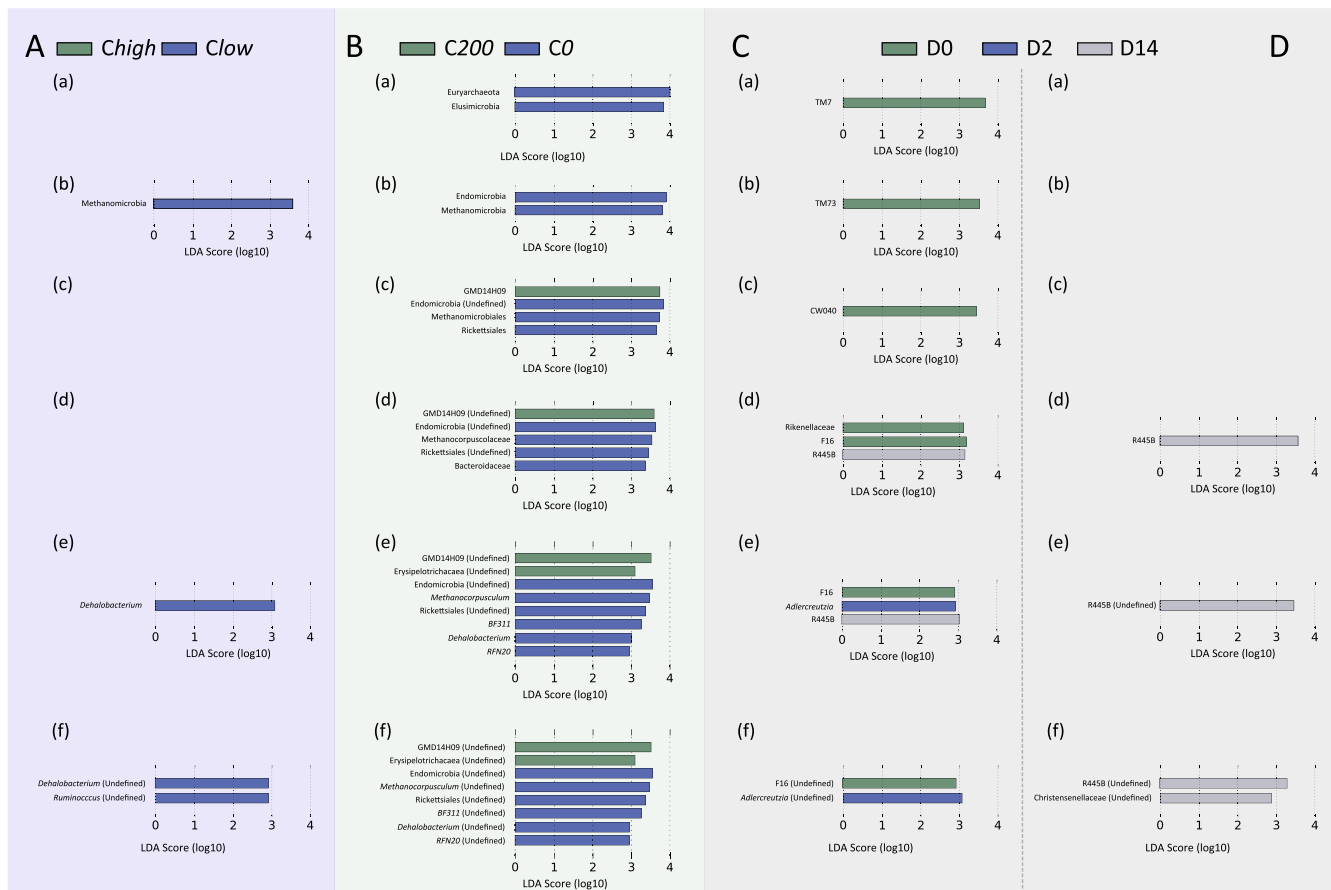 A Chigh Clow
(a)
(b)
Methanomicrobia
0 1 2 3 4
LDA Score (log10)
(c)
(d)
(e)
Dehalobacterium
0 1 2 3 4
LDA Score (log10)
(f)
Dehalobacterium (Undefined)
Ruminocccus (Undefined)
0 1 2 3 4
LDA Score (log10)
B C200 C0
(a)
Euryarchaeota
Elusimicrobia
0 1 2 3 4
LDA Score (log10)
(b)
Endomicrobia
Methanomicrobia
0 1 2 3 4
LDA Score (log10)
(c)
GMD14H09
Endomicrobia (Undefined)
Methanomicrobiales
Rickettsiales
0 1 2 3 4
LDA Score (log10)
(d)
GMD14H09 (Undefined)
Endomicrobia (Undefined)
Methanocorpuscolaceae
Rickettsiales (Undefined)
Bacteroidaceae
0 1 2 3 4
LDA Score (log10)
(e)
GMD14H09 (Undefined)
Erysipelotrichacaea (Undefined)
Endomicrobia (Undefined)
Methanocorpusculum
Rickettsiales (Undefined)
BF311
Dehalobacterium
RFN20
0 1 2 3 4
LDA Score (log10)
(f)
GMD14H09 (Undefined)
Erysipelotrichacaea (Undefined)
Endomicrobia (Undefined)
Methanocorpusculum (Undefined)
Rickettsiales (Undefined)
BF311 (Undefined)
Dehalobacterium (Undefined)
RFN20 (Undefined)
0 1 2 3 4
LDA Score (log10)
C D0 D2 D14
(a)
TM7
0 1 2 3 4
LDA Score (log10)
(b)
TM73
0 1 2 3 4
LDA Score (log10)
(c)
CW040
0 1 2 3 4
LDA Score (log10)
(d)
Rikenellaceae
F16
R445B
0 1 2 3 4
LDA Score (log10)
(e)
F16
Adlercreutzia
R445B
0 1 2 3 4
LDA Score (log10)
(f)
F16 (Undefined)
Adlercreutzia (Undefined)
0 1 2 3 4
LDA Score (log10)
D
(a)
(b)
(c)
(d)
R445B
0 1 2 3 4
LDA Score (log10)
(e)
R445B (Undefined)
0 1 2 3 4
LDA Score (log10)
(f)
R445B (Undefined)
Christensenellaceae (Undefined)
0 1 2 3 4
LDA Score (log10)